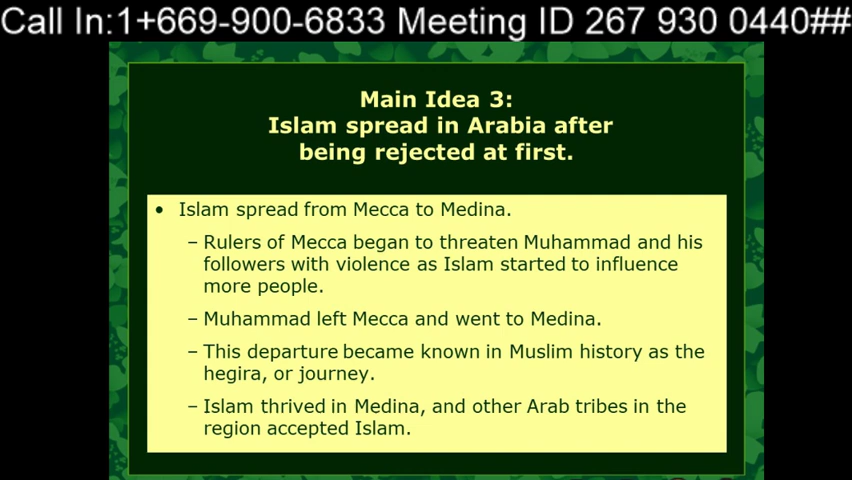 Call In:1+669-900-6833 Meeting ID 267 930 0440##
Main Idea 3:
Islam spread in Arabia after
being rejected at first.
• Islam spread from Mecca to Medina.
– Rulers of Mecca began to threaten Muhammad and his
followers with violence as Islam started to influence
more people.
– Muhammad left Mecca and went to Medina.
– This departure became known in Muslim history as the
hegira, or journey.
– Islam thrived in Medina, and other Arab tribes in the
region accepted Islam.